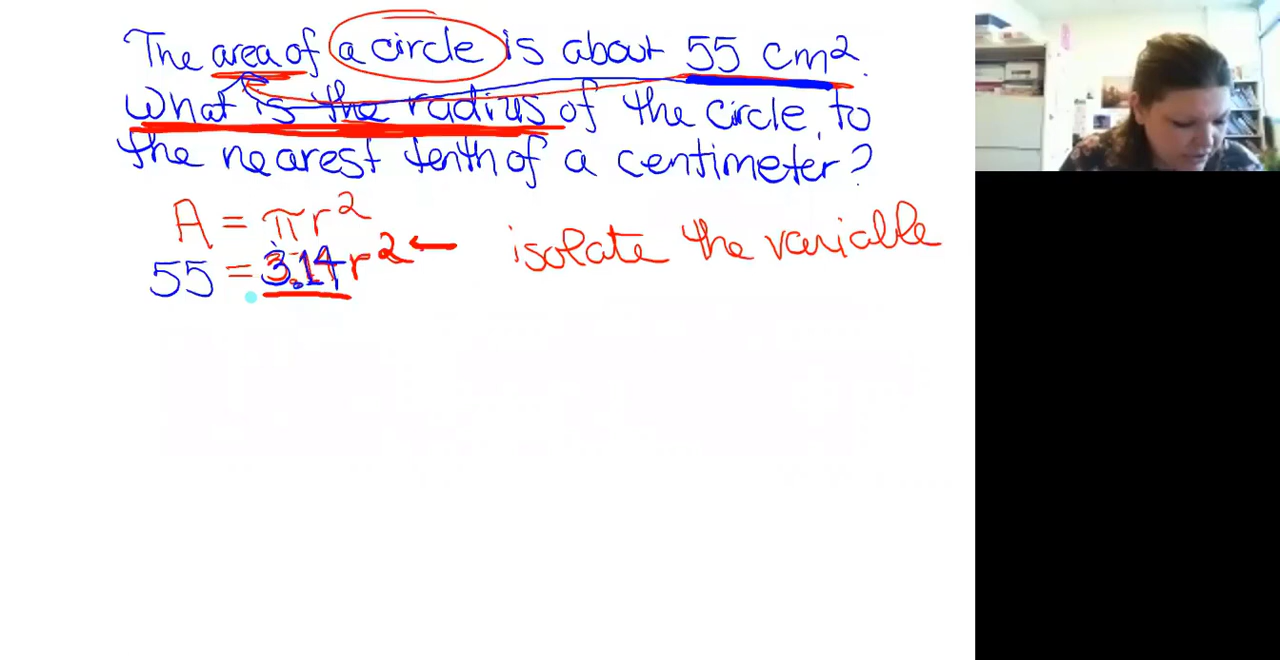 The area of a circle is about 55 cm².
What is the radius of the circle, to
the nearest tenth of a centimeter?
A = πr²
55 = 3.14r² ← isolate the variable